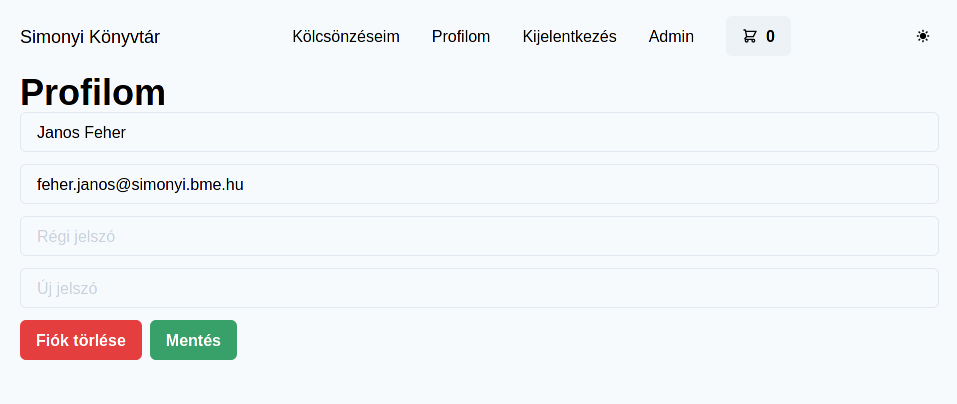 Simonyi Könyvtár Kölcsönzéseim Profilom Kijelentkezés Admin 0
Profilom
Janos Feher
feher.janos@simonyi.bme.hu
Régi jelszó
Új jelszó
Fiók törlése Mentés